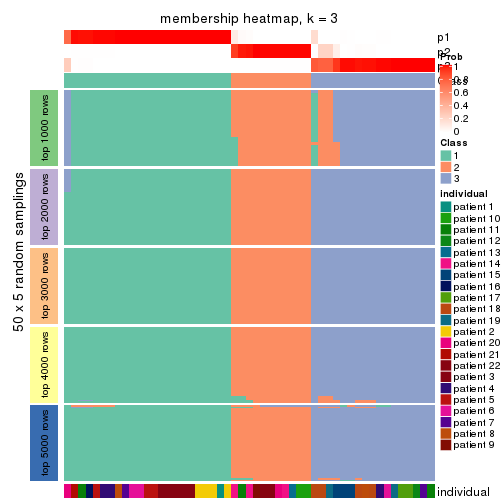 membership heatmap, k = 3
p1
p2
p3
Class
Prob
1
0.8
0.6
0.4
0.2
0
Class
1
2
3
individual
patient 1
patient 10
patient 11
patient 12
patient 13
patient 14
patient 15
patient 16
patient 17
patient 18
patient 19
patient 2
patient 20
patient 21
patient 22
patient 3
patient 4
patient 5
patient 6
patient 7
patient 8
patient 9
50 x 5 random samplings
top 1000 rows
top 2000 rows
top 3000 rows
top 4000 rows
top 5000 rows
individual